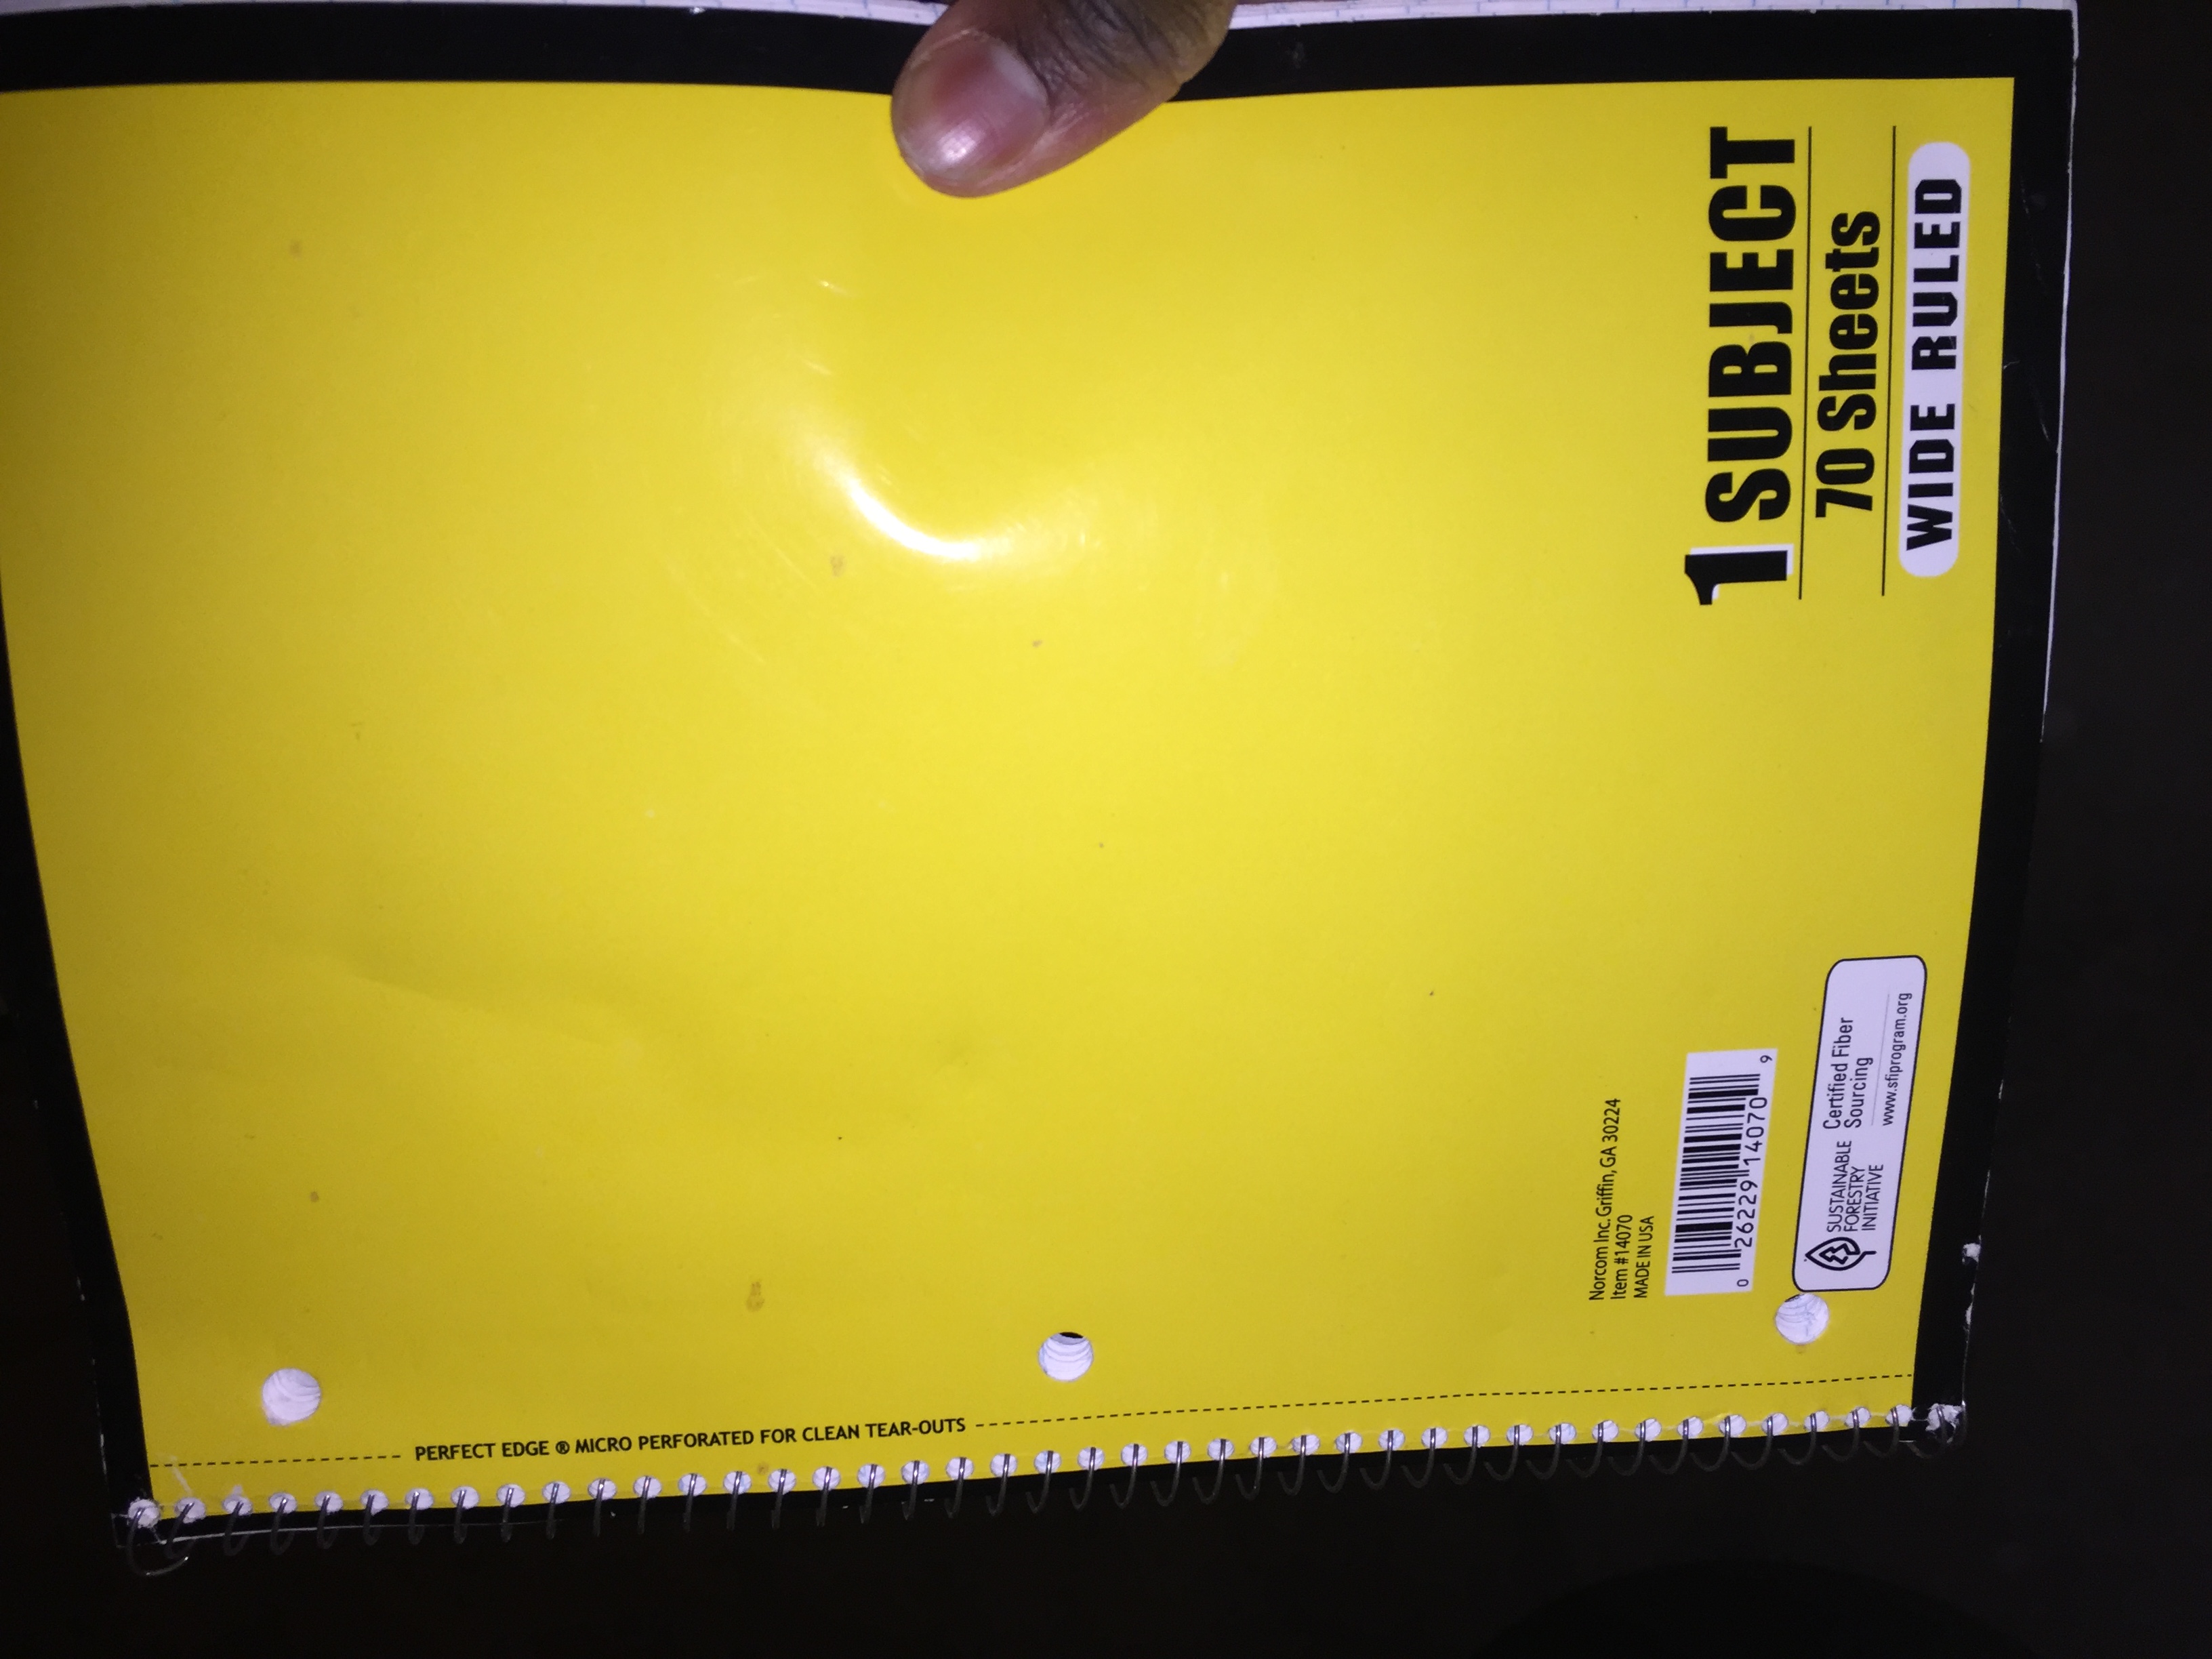 PERFECT EDGE ® MICRO PERFORATED FOR CLEAN TEAR-OUTS
Norcom Inc. Griffin, GA 30224
Item #14070
MADE IN USA
0 26229 14070 9
SUSTAINABLE
FORESTRY
INITIATIVE
Certified Fiber
Sourcing
www.sfiprogram.org
1 SUBJECT
70 Sheets
WIDE RULED